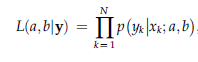 L(a,b|y) = ∏_{k=1}^{N} p(y_k|x_k; a,b),